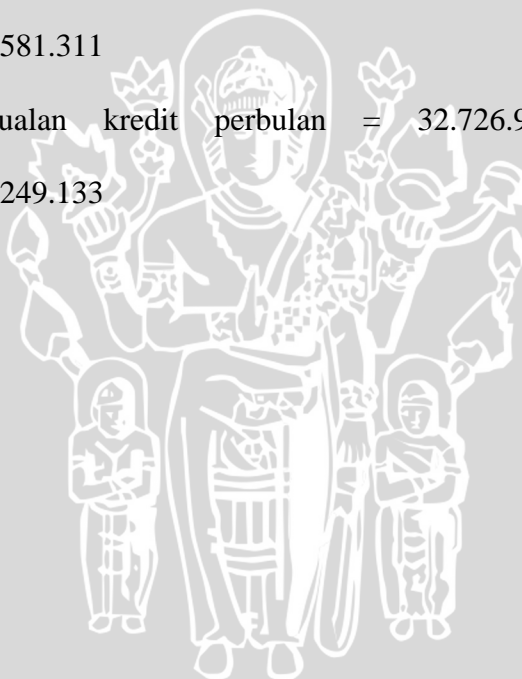 581.311
ualan kredit perbulan = 32.726.9
249.133